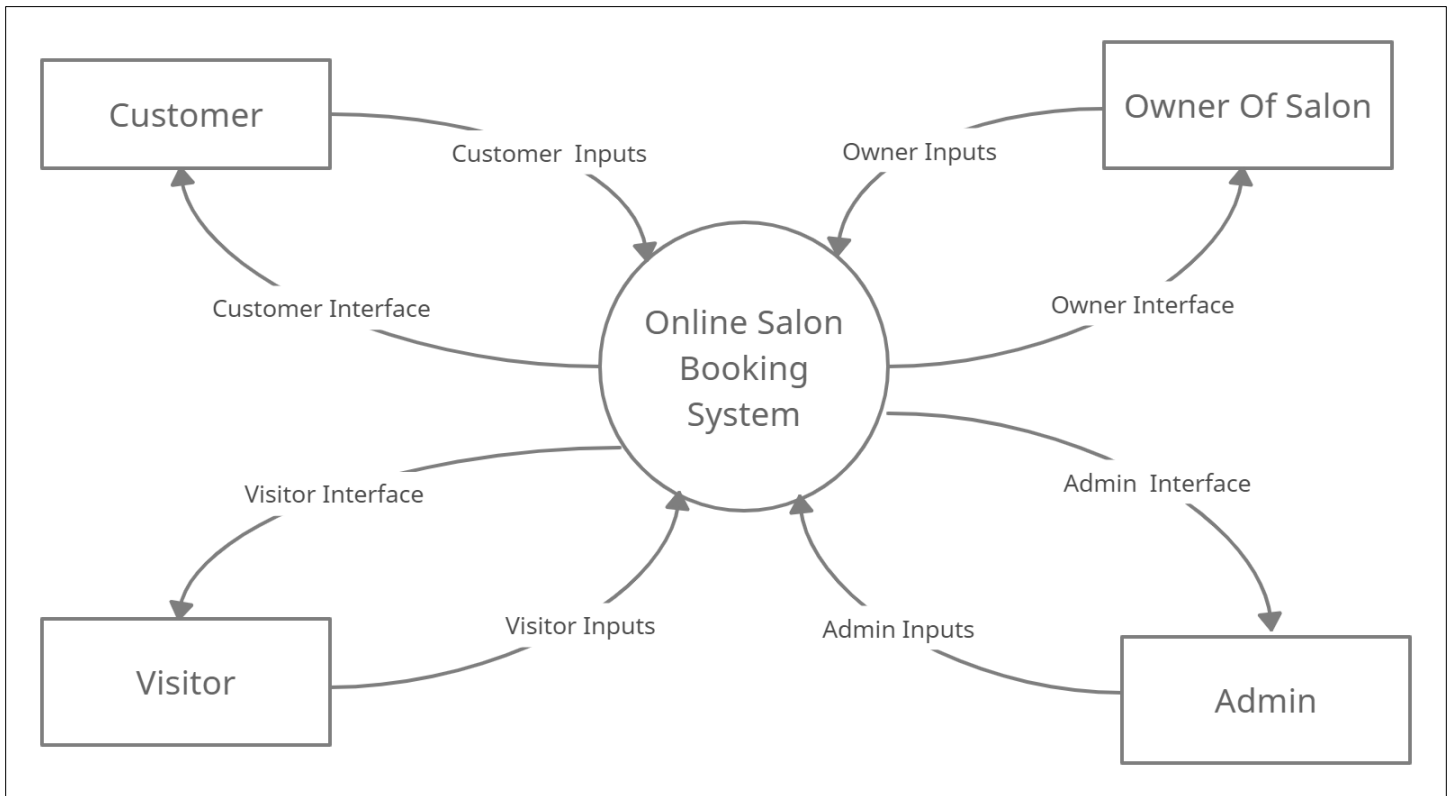 Customer
Owner Of Salon
Customer  Inputs
Owner Inputs
Customer Interface
Owner Interface
Online Salon
Booking
System
Visitor Interface
Admin  Interface
Visitor Inputs
Admin Inputs
Visitor
Admin